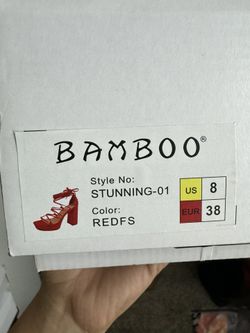 BAMBOO®
Style No:
STUNNING-01
Color:
REDFS
US 8
EUR 38